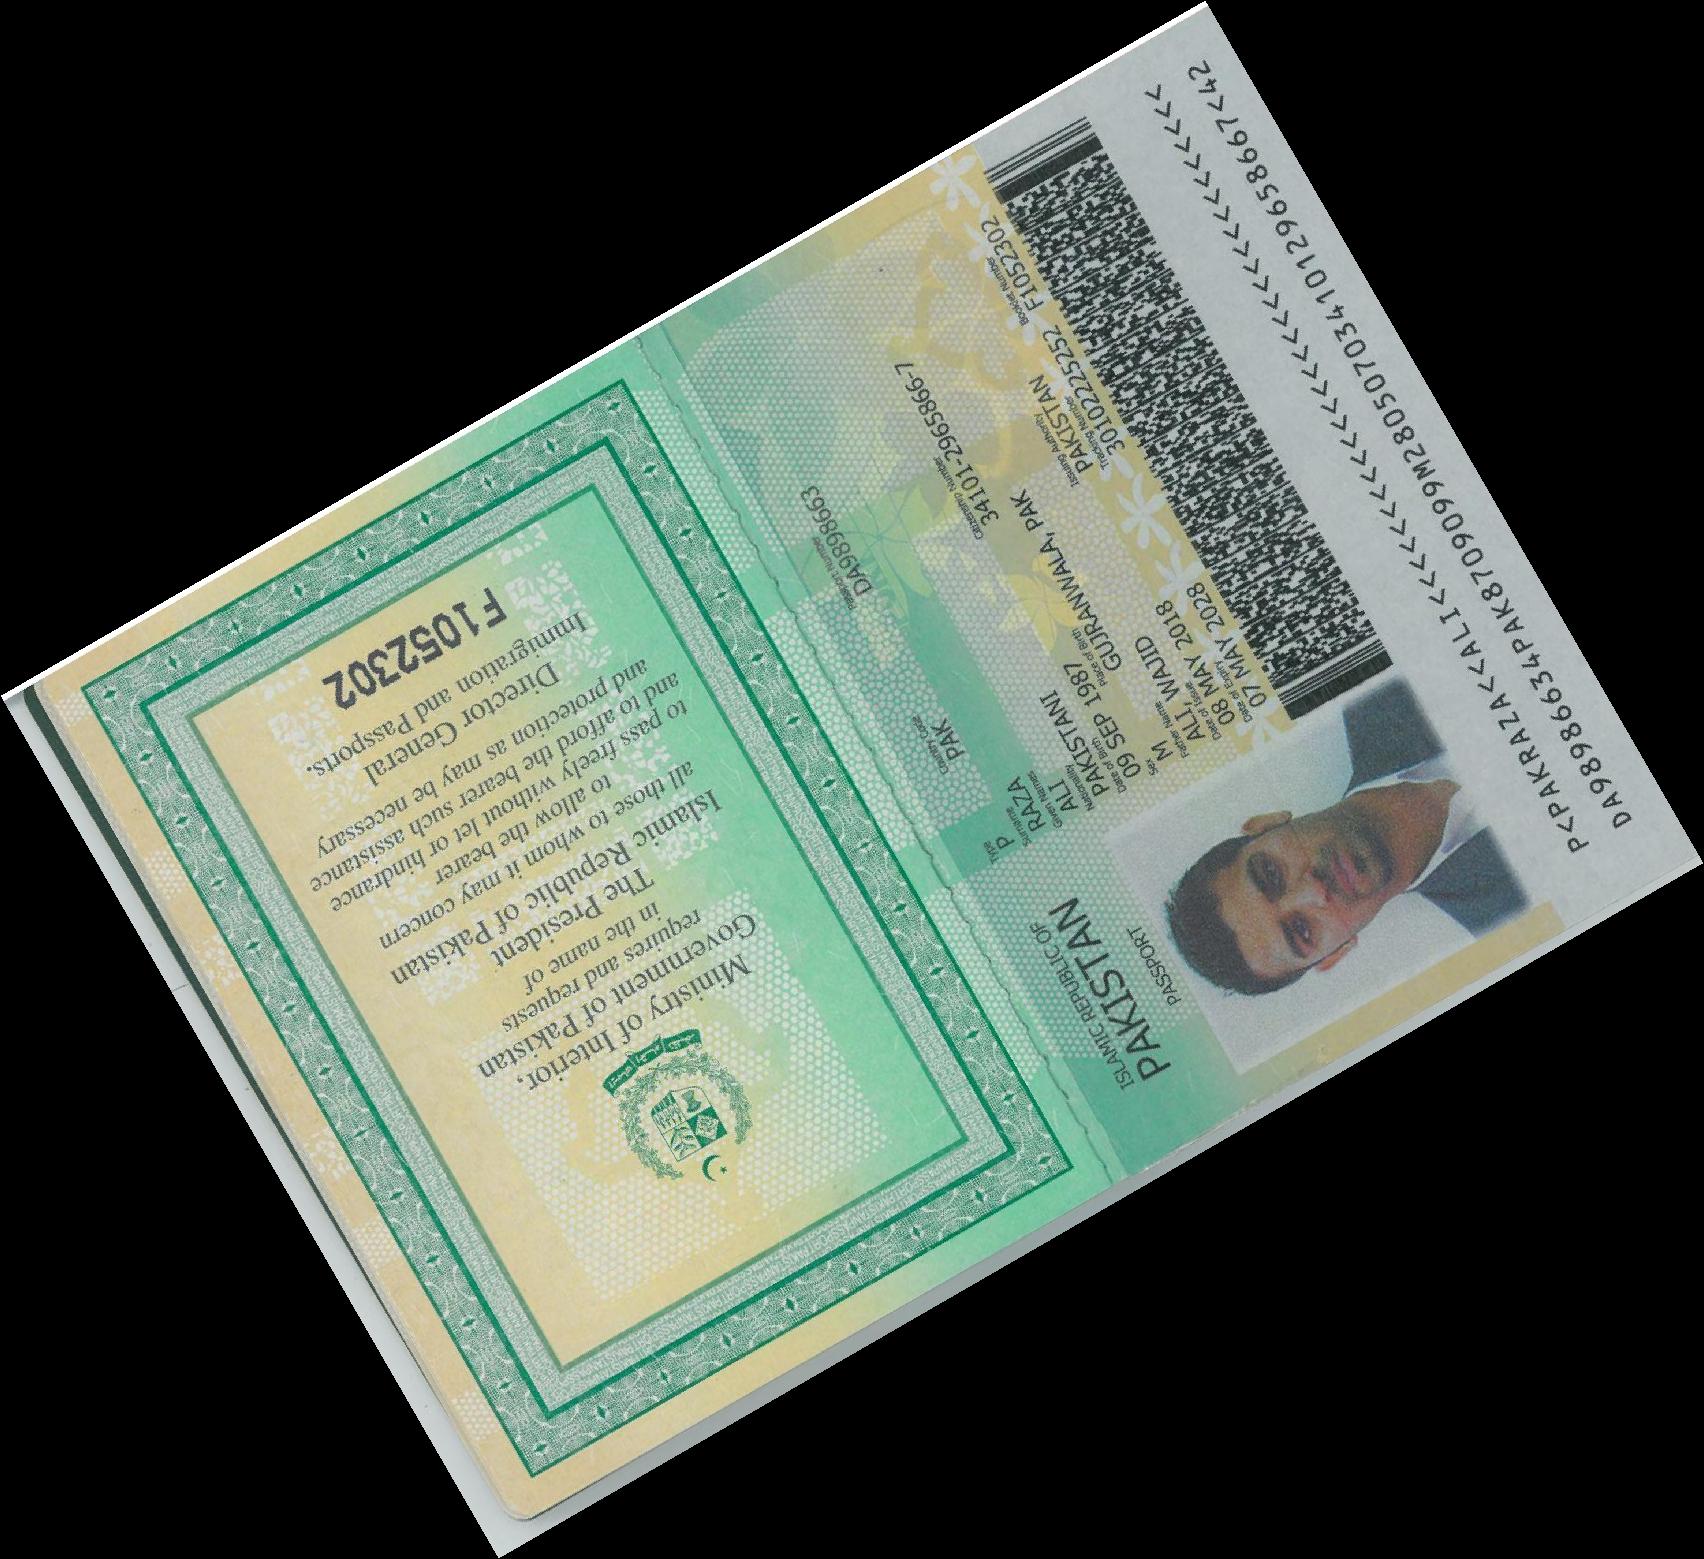 Ministry of Interior,
Government of Pakistan
requires and requests
in the name of
The President
Islamic Republic of Pakistan
all those to whom it may concern
to allow the bearer
to pass freely without let or hindrance
and to afford the bearer such assistance
and protection as may be necessary
Director General
Immigration and Passports.
F1052302
ISLAMIC REPUBLIC OF
PAKISTAN
PASSPORT
Type Country Code Passport Number
P PAK DA9898663
Surname
RAZA
Given Names
ALI
Nationality Citizenship Number
PAKISTANI 34101-2965866-7
Date of Birth
09 SEP 1987
Sex Place of Birth
M GUJRANWALA, PAK
Father Name
ALI, WAJID
Date of Issue Issuing Authority
08 MAY 2018 PAKISTAN
Date of Expiry Tracking Number Booklet Number
07 MAY 2028 30102225252 F1052302
P<PAKRAZA<<ALI<<<<<<<<<<<<<<<<<<<<<<<<<<<<<<
DA98986634PAK8709099M28050703410129658667<42